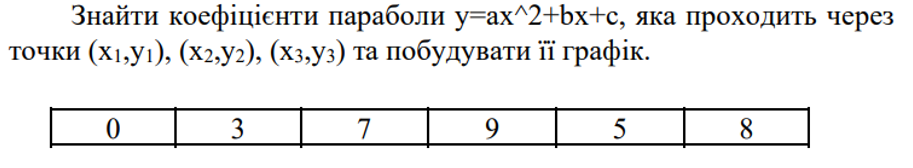 Знайти коефіцієнти параболи y=ax^2+bx+c, яка проходить через
точки (x₁,y₁), (x₂,y₂), (x₃,y₃) та побудувати її графік.
0 3 7 9 5 8